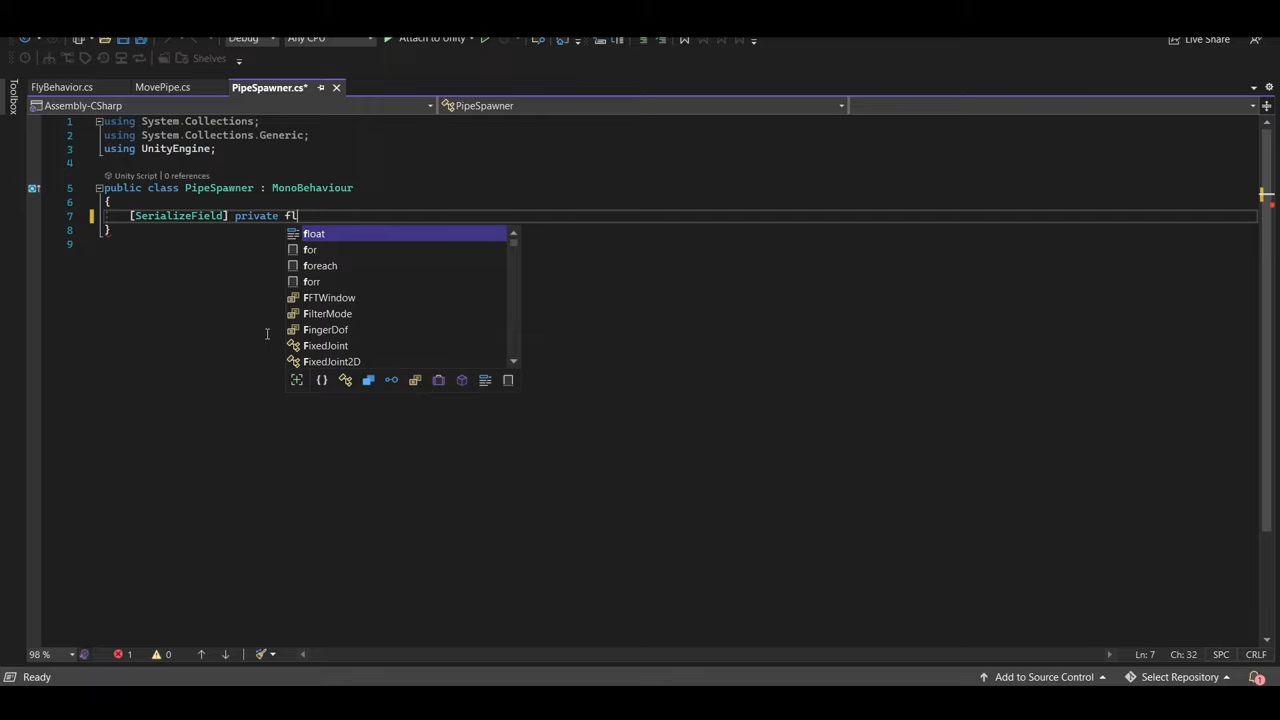 Debug
Any CPU
Attach to Unity
Live Share
Shelves
Toolbox
FlyBehavior.cs
MovePipe.cs
PipeSpawner.cs*
Assembly-CSharp
PipeSpawner
1 using System.Collections;
2 using System.Collections.Generic;
3 using UnityEngine;
4
Unity Script | 0 references
5 public class PipeSpawner : MonoBehaviour
6 {
7 [SerializeField] private fl
8 }
9
float
for
foreach
forr
FFTWindow
FilterMode
FingerDof
FixedJoint
FixedJoint2D
98 %
1
0
Ln: 7
Ch: 32
SPC
CRLF
Ready
Add to Source Control
Select Repository
1